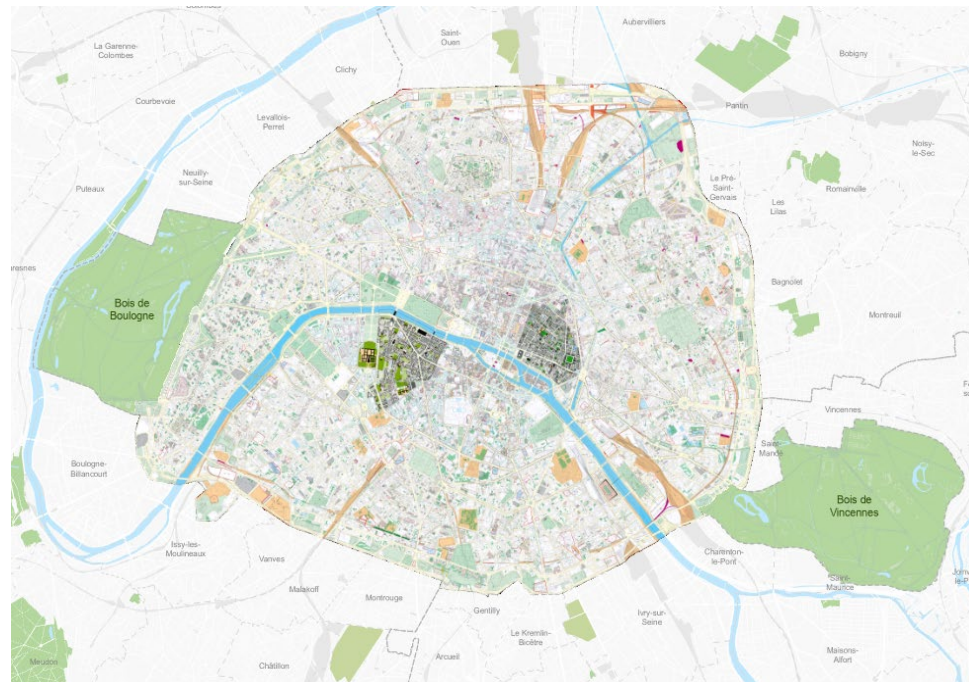 Colombes
Aubervilliers
Saint-
Ouen
La Garenne-
Colombes
Bobigny
Clichy
Courbevoie
Pantin
Levallois-
Perret
Noisy-
le-Sec
Neuilly-
sur-Seine
Le Pré-
Saint-
Gervais
Puteaux
Romainville
Les
Lilas
Bagnolet
Bois de
Boulogne
Montreuil
Vincennes
Saint-
Mandé
Boulogne-
Billancourt
Bois de
Vincennes
Issy-les-
Moulineaux
Vanves
Charenton-
le-Pont
Malakoff
Saint-
Maurice
Montrouge
Gentilly
Ivry-sur-
Seine
Le Kremlin-
Bicêtre
Arcueil
Maisons-
Alfort
Meudon
Châtillon